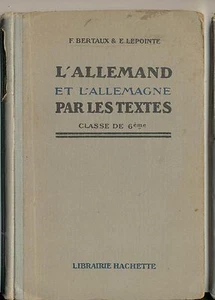 F. BERTAUX & E. LEPOINTE
L'ALLEMAND
ET L'ALLEMAGNE
PAR LES TEXTES
CLASSE DE 6ème
LIBRAIRIE HACHETTE